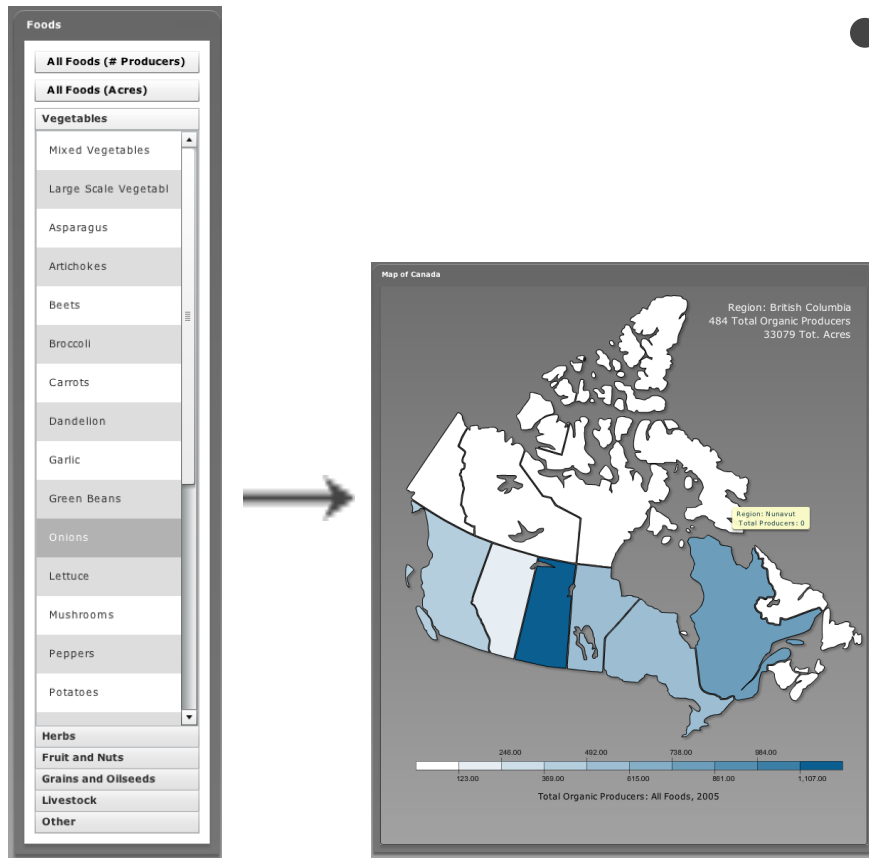 Foods
All Foods (# Producers)
All Foods (Acres)
Vegetables
Mixed Vegetables
Large Scale Vegetabl
Asparagus
Artichokes
Beets
Broccoli
Carrots
Dandelion
Garlic
Green Beans
Onions
Lettuce
Mushrooms
Peppers
Potatoes
Herbs
Fruit and Nuts
Grains and Oilseeds
Livestock
Other
Map of Canada
Region: British Columbia
484 Total Organic Producers
33079 Tot. Acres
Region: Nunavut
Total Producers: 0
246.00 492.00 738.00 984.00
123.00 369.00 615.00 861.00 1,107.00
Total Organic Producers: All Foods, 2005